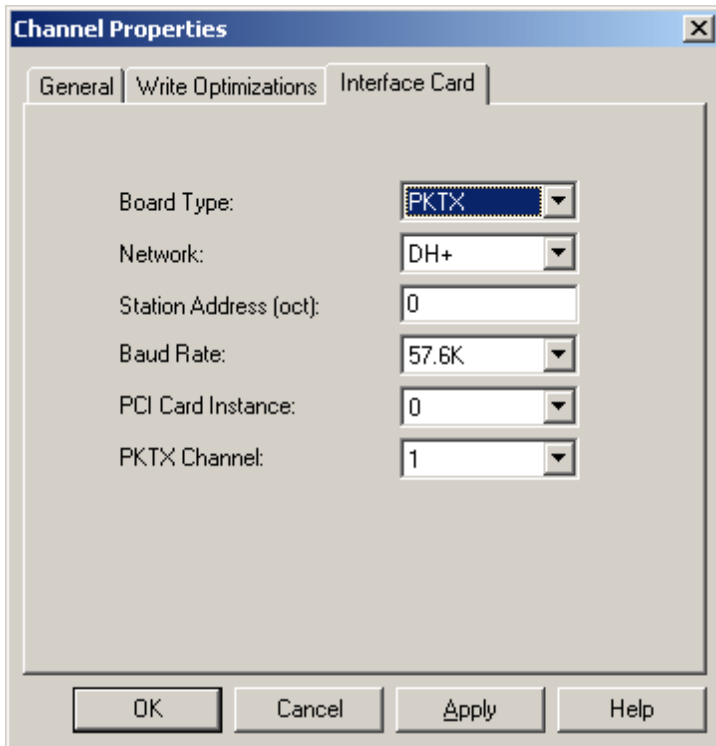 Channel Properties
General Write Optimizations Interface Card
Board Type: PKTX
Network: DH+
Station Address (oct): 0
Baud Rate: 57.6K
PCI Card Instance: 0
PKTX Channel: 1
OK Cancel Apply Help